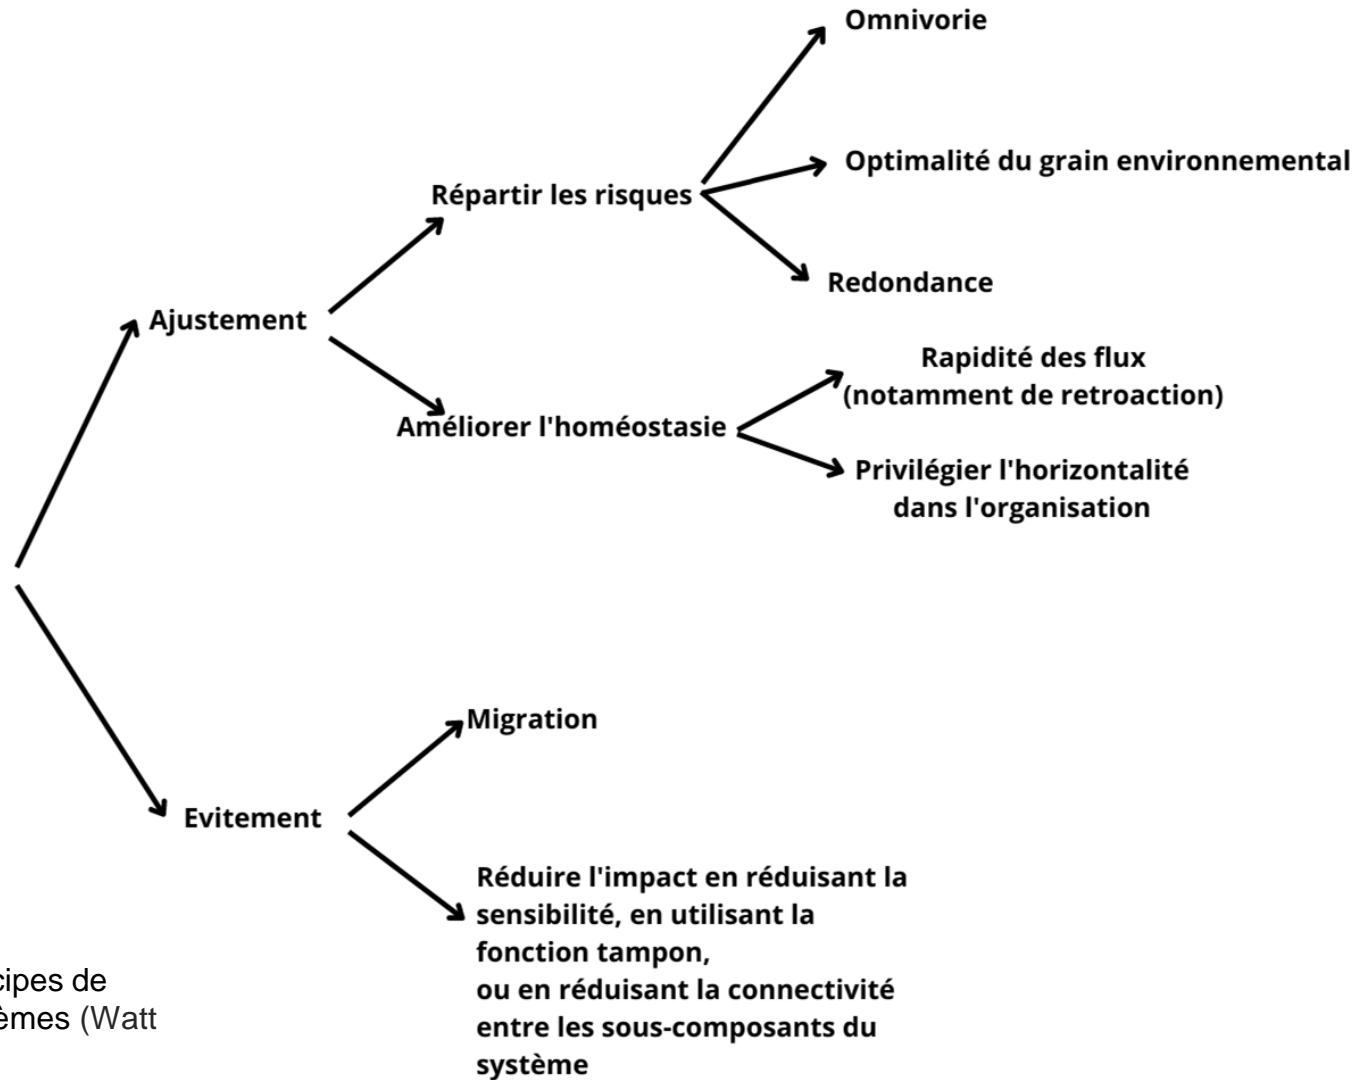 Omnivorie
Optimalité du grain environnemental
Répartir les risques
Redondance
Ajustement
Rapidité des flux
(notamment de retroaction)
Améliorer l'homéostasie
Privilégier l'horizontalité
dans l'organisation
Migration
Evitement
Réduire l'impact en réduisant la
sensibilité, en utilisant la
fonction tampon,
ou en réduisant la connectivité
entre les sous-composants du
système
cipes de
èmes (Watt